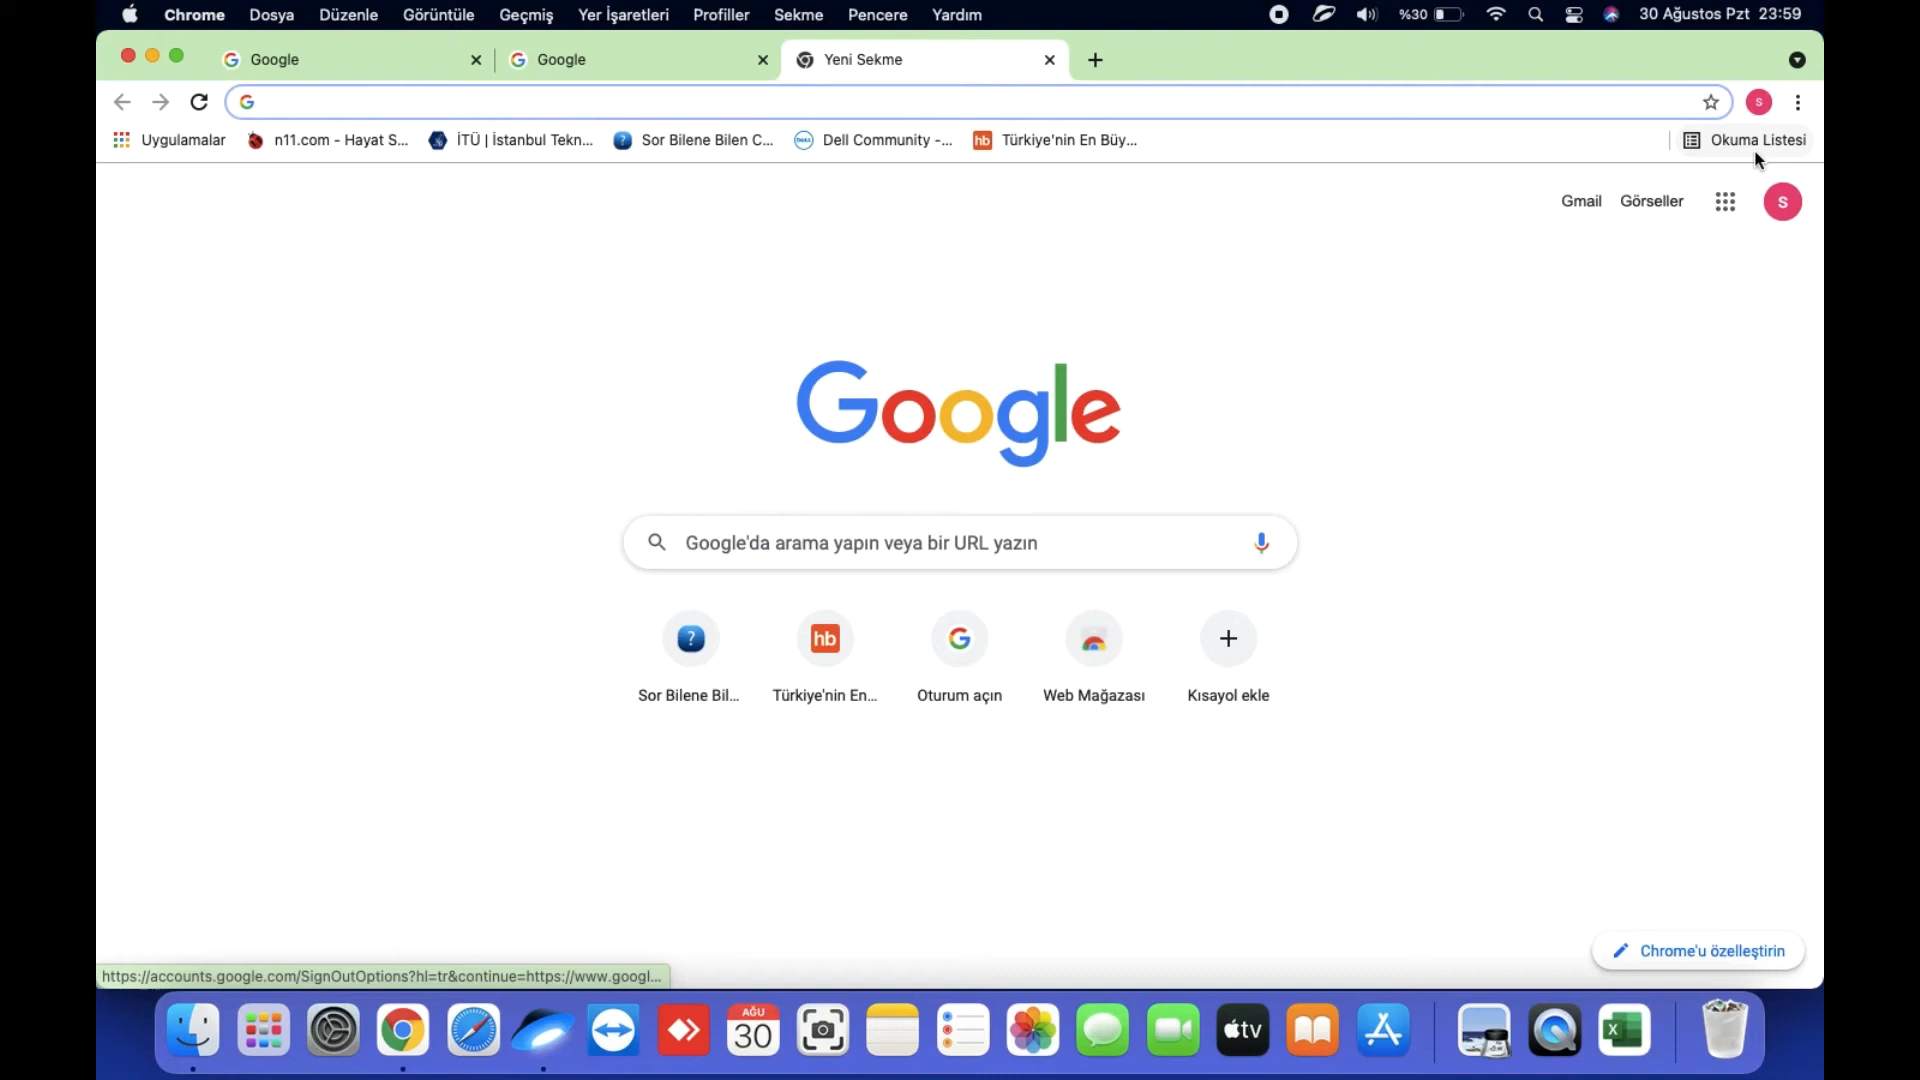 Chrome Dosya Düzenle Görüntüle Geçmiş Yer İşaretleri Profiller Sekme Pencere Yardım %30 30 Ağustos Pzt 23:59
Google Google Yeni Sekme
Uygulamalar n11.com - Hayat S... İTÜ | İstanbul Tekn... Sor Bilene Bilen C... Dell Community -... hb Türkiye'nin En Büy... Okuma Listesi
Gmail Görseller S
Google
Google'da arama yapın veya bir URL yazın
? hb G
Sor Bilene Bil... Türkiye'nin En... Oturum açın Web Mağazası Kısayol ekle
Chrome'u özelleştirin
https://accounts.google.com/SignOutOptions?hl=tr&continue=https://www.googl...
AĞU
30 tv X